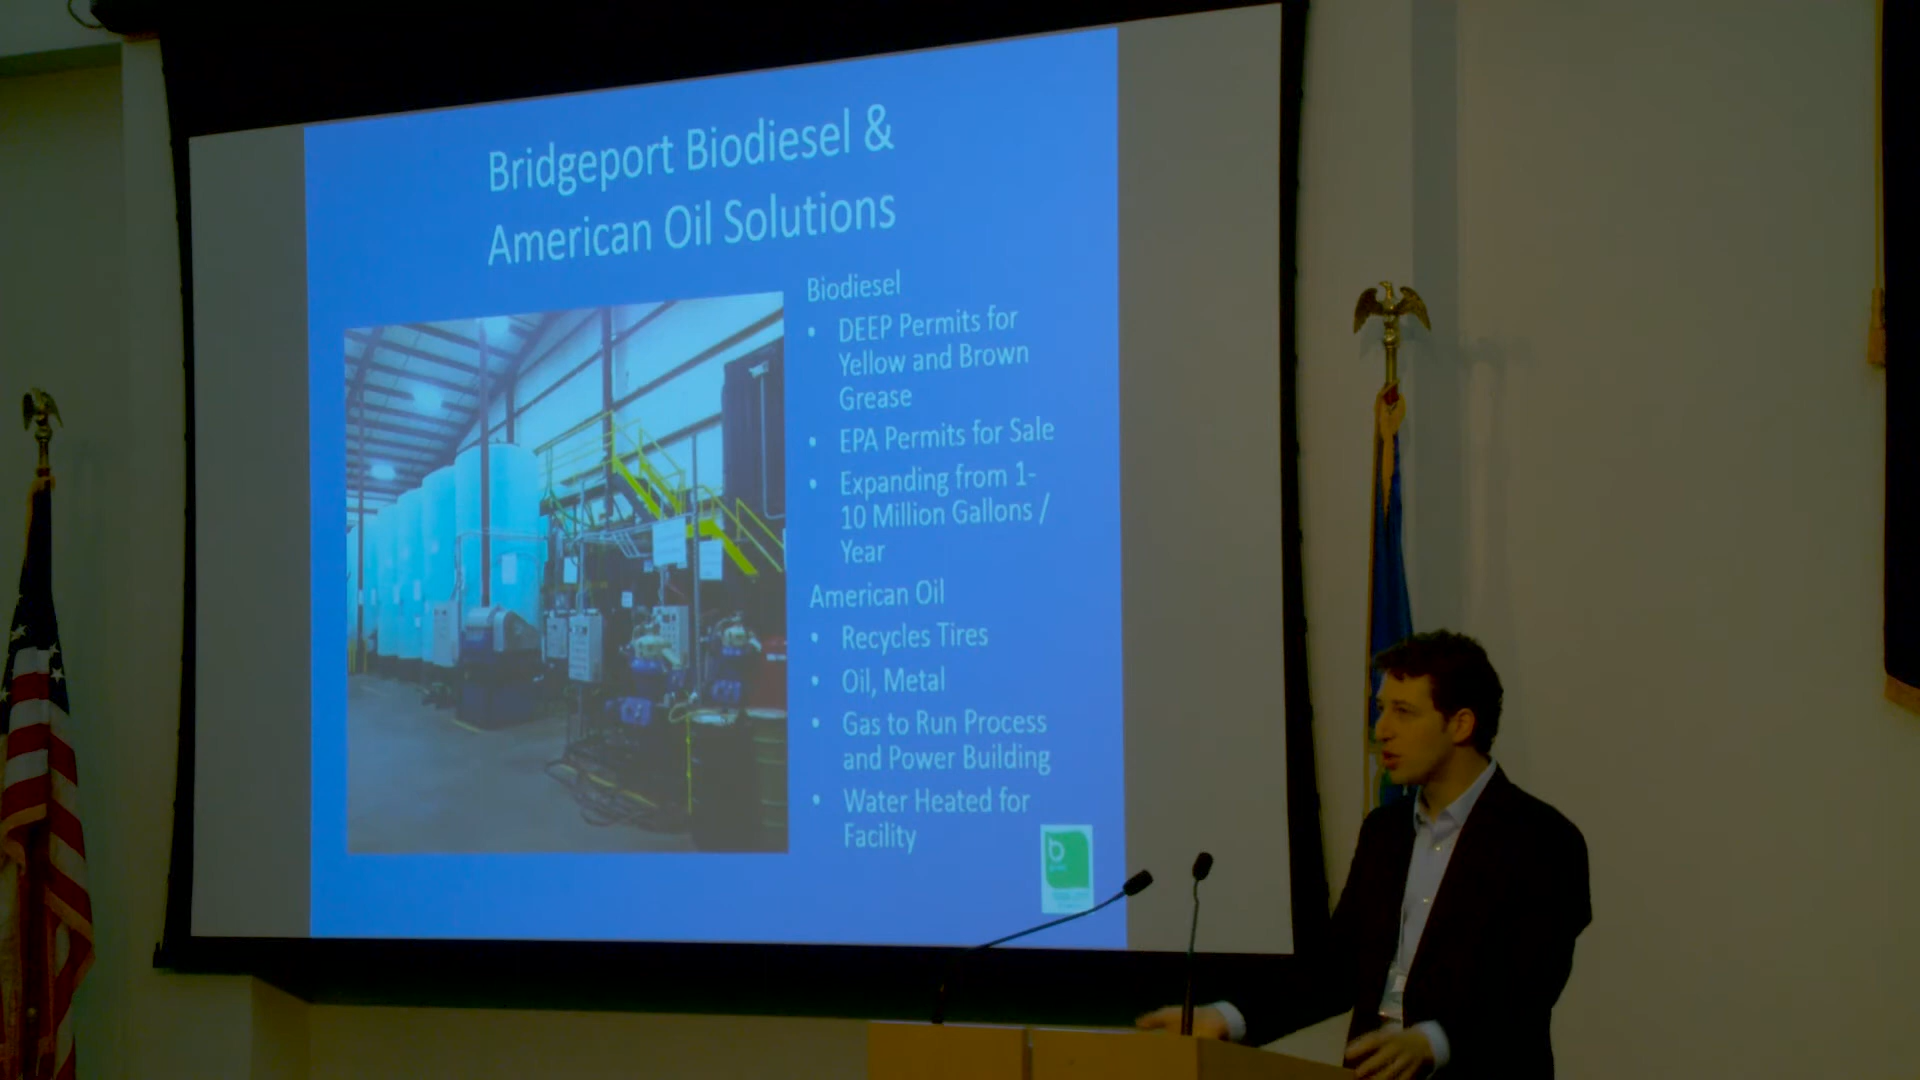 Bridgeport Biodiesel &
American Oil Solutions
Biodiesel
• DEEP Permits for
Yellow and Brown
Grease
• EPA Permits for Sale
• Expanding from 1-
10 Million Gallons /
Year
American Oil
• Recycles Tires
• Oil, Metal
• Gas to Run Process
and Power Building
• Water Heated for
Facility
b